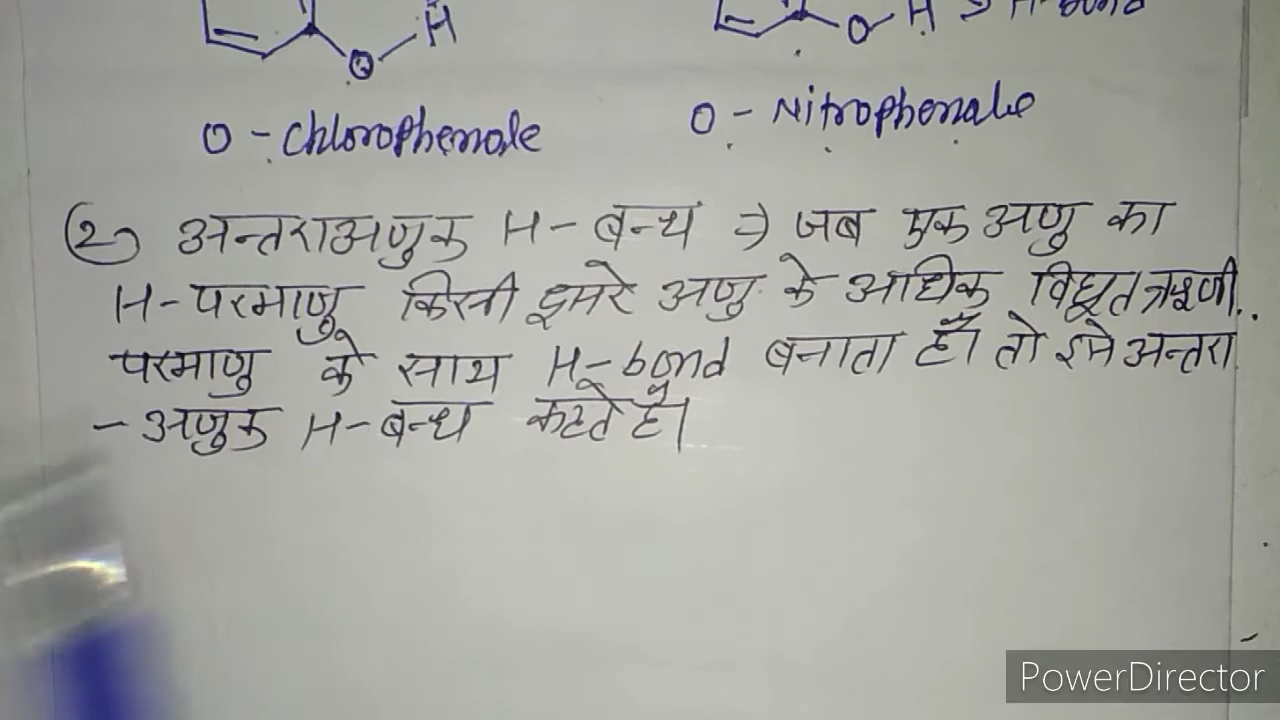 H
O H > H-bond
O
O - Chlorophenole
O - Nitrophenole
(2) अन्तराअणुक H-बन्ध ⇒ जब एक अणु का
H-परमाणु किसी दूसरे अणु के अधिक विधूतऋणी
परमाणु के साथ H-bond बनाता है। तो इसे अन्तरा
-अणुक H-बन्ध कहते है।
PowerDirector